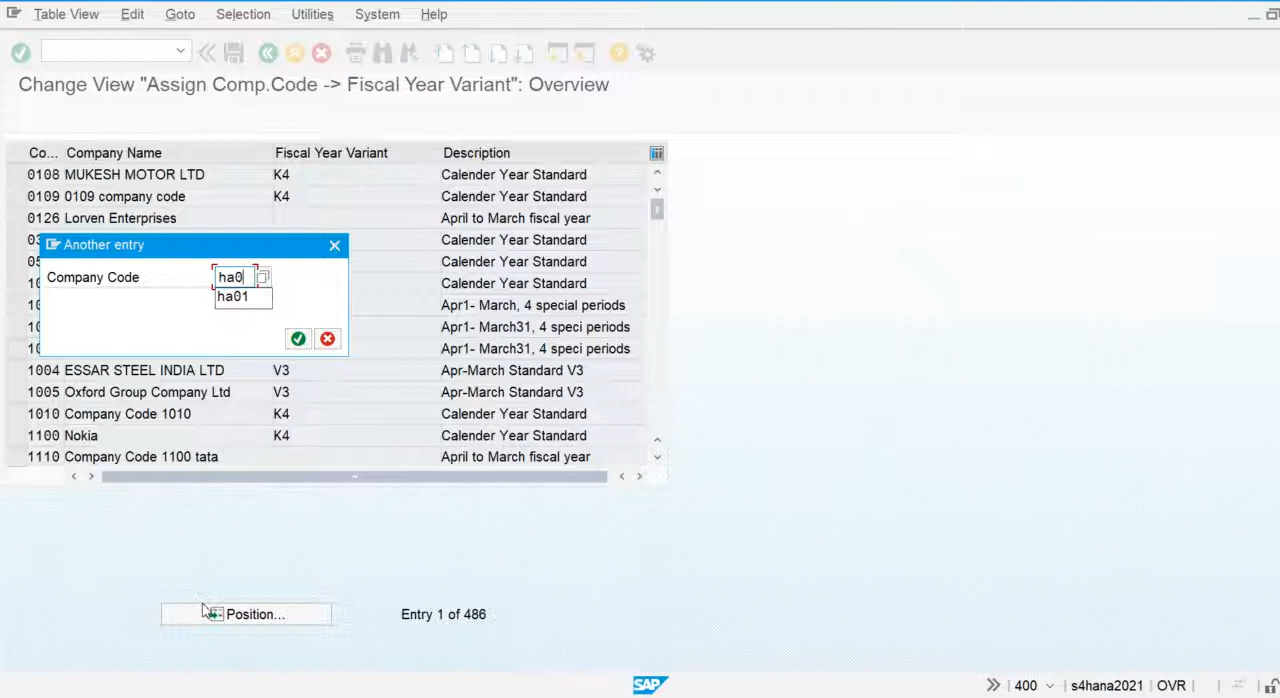 Table View Edit Goto Selection Utilities System Help
Change View "Assign Comp.Code -> Fiscal Year Variant": Overview
Co... Company Name Fiscal Year Variant Description
0108 MUKESH MOTOR LTD K4 Calender Year Standard
0109 0109 company code K4 Calender Year Standard
0126 Lorven Enterprises April to March fiscal year
03 Calender Year Standard
Another entry
05 Calender Year Standard
Company Code ha0
10 Calender Year Standard
ha01
10 Apr1- March, 4 special periods
10 Apr1- March31, 4 speci periods
10 Apr1- March31, 4 speci periods
1004 ESSAR STEEL INDIA LTD V3 Apr-March Standard V3
1005 Oxford Group Company Ltd V3 Apr-March Standard V3
1010 Company Code 1010 K4 Calender Year Standard
1100 Nokia K4 Calender Year Standard
1110 Company Code 1100 tata April to March fiscal year
Position... Entry 1 of 486
SAP 400 s4hana2021 OVR